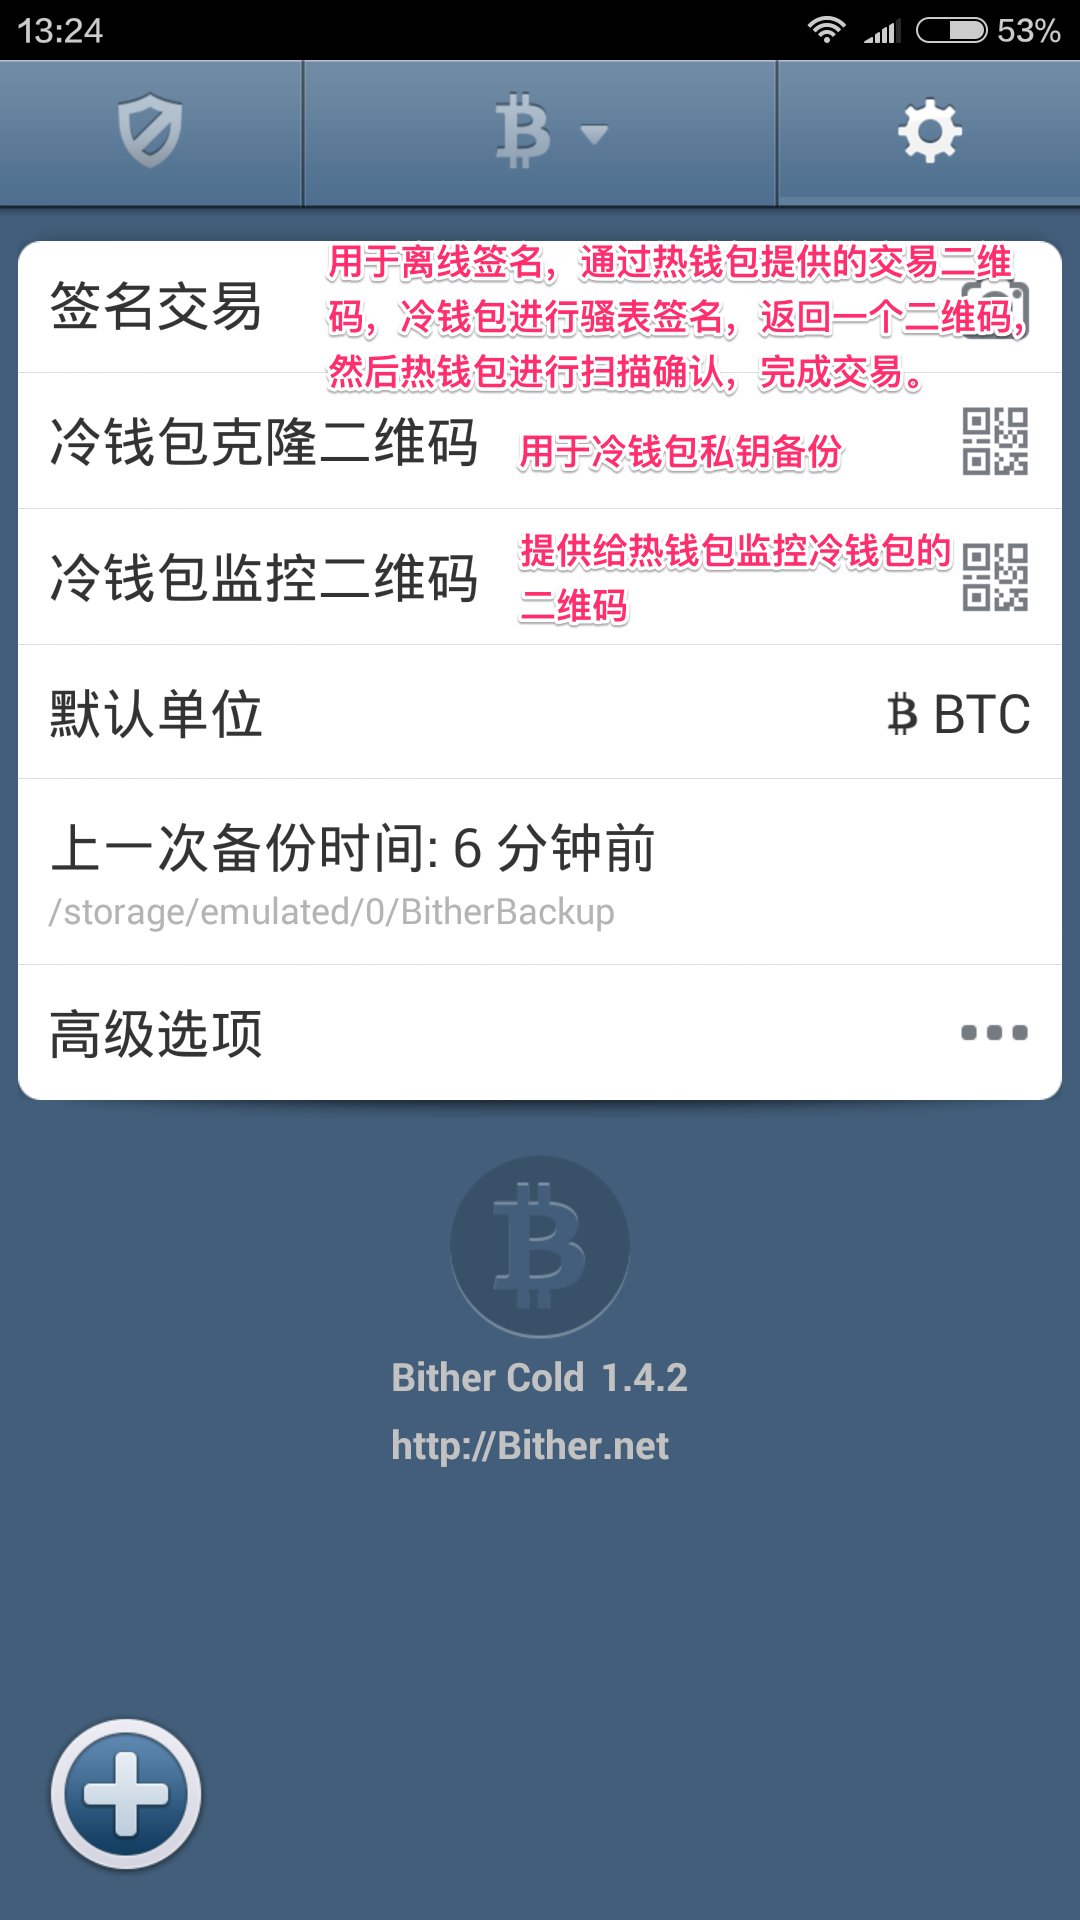 13:24
53%
用于离线签名，通过热钱包提供的交易二维
签名交易
码，冷钱包进行骚表签名，返回一个二维码，
然后热钱包进行扫描确认，完成交易。
冷钱包克隆二维码
用于冷钱包私钥备份
冷钱包监控二维码
提供给热钱包监控冷钱包的
二维码
默认单位
BTC
上一次备份时间: 6 分钟前
/storage/emulated/0/BitherBackup
高级选项
Bither Cold 1.4.2
http://Bither.net